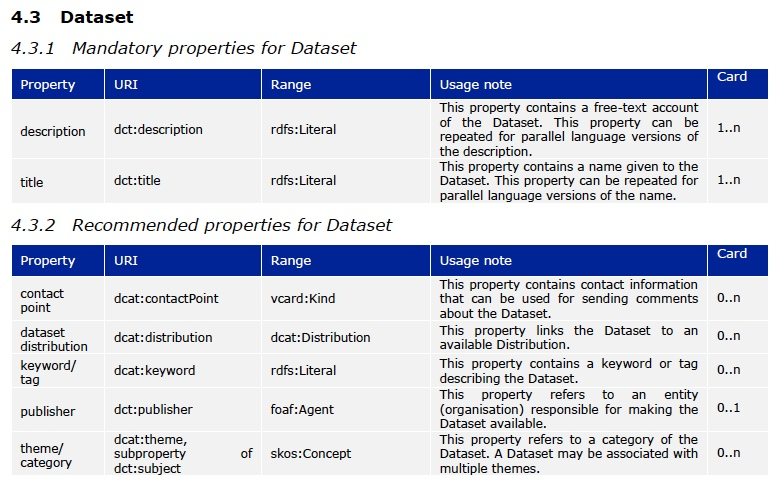 4.3 Dataset
4.3.1 Mandatory properties for Dataset
Property URI Range Usage note Card
description dct:description rdfs:Literal This property contains a free-text account
of the Dataset. This property can be
repeated for parallel language versions of
the description. 1..n
title dct:title rdfs:Literal This property contains a name given to the
Dataset. This property can be repeated for
parallel language versions of the name. 1..n
4.3.2 Recommended properties for Dataset
Property URI Range Usage note Card
contact
point dcat:contactPoint vcard:Kind This property contains contact information
that can be used for sending comments
about the Dataset. 0..n
dataset
distribution dcat:distribution dcat:Distribution This property links the Dataset to an
available Distribution. 0..n
keyword/
tag dcat:keyword rdfs:Literal This property contains a keyword or tag
describing the Dataset. 0..n
publisher dct:publisher foaf:Agent This property refers to an entity
(organisation) responsible for making the
Dataset available. 0..1
theme/
category dcat:theme,
subproperty of
dct:subject skos:Concept This property refers to a category of the
Dataset. A Dataset may be associated with
multiple themes. 0..n